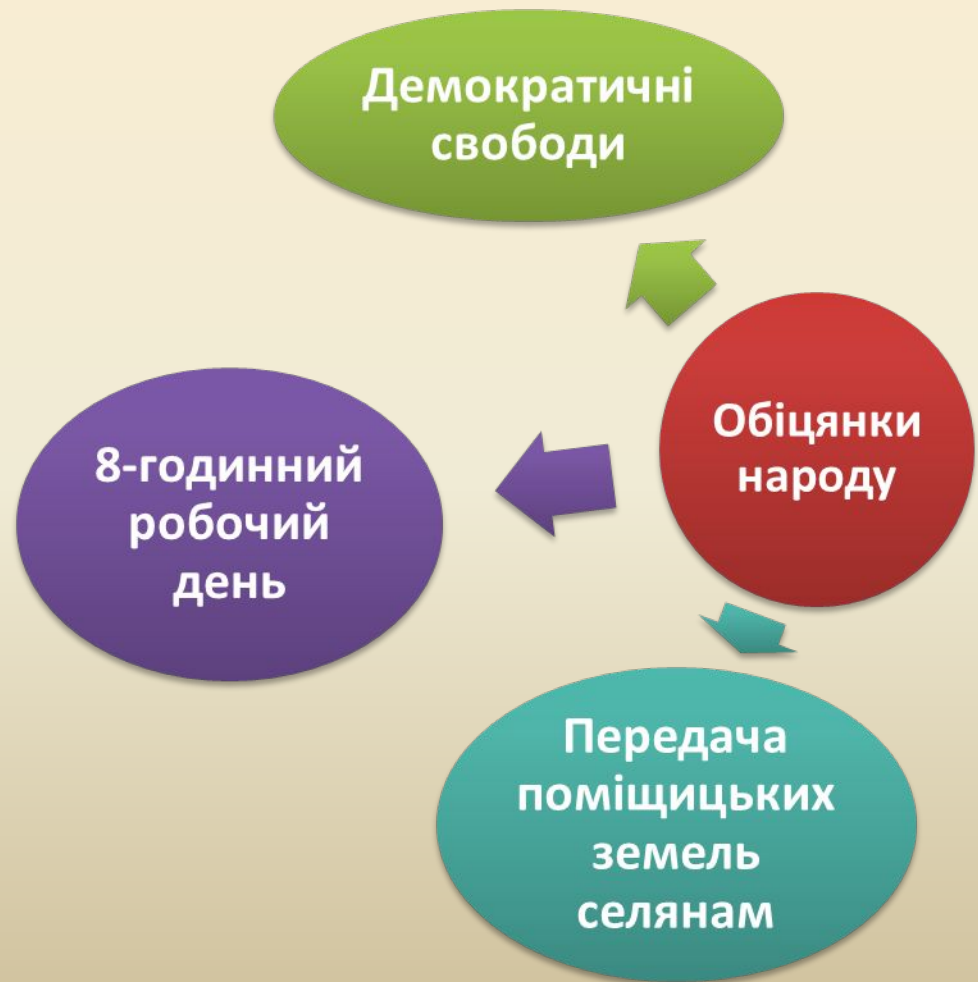 Демократичні
свободи
Обіцянки
народу
8-годинний
робочий
день
Передача
поміщицьких
земель
селянам